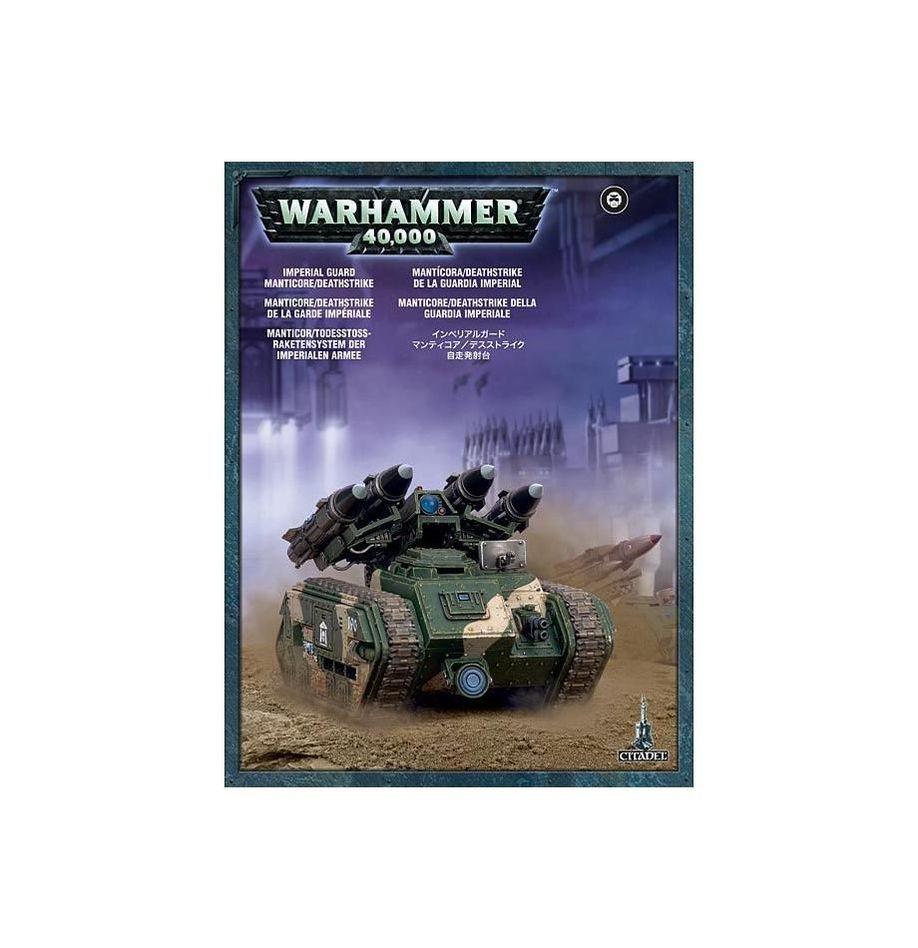 WARHAMMER®
40,000
™
IMPERIAL GUARD
MANTICORE/DEATHSTRIKE
MANTICORE/DEATHSTRIKE
DE LA GARDE IMPÉRIALE
MANTICOR/TODESSTOSS-
RAKETENSYSTEM DER
IMPERIALEN ARMEE
MANTÍCORA/DEATHSTRIKE
DE LA GUARDIA IMPERIAL
MANTICORE/DEATHSTRIKE DELLA
GUARDIA IMPERIALE
インペリアルガード
マンティコア／デスストライク
自走発射台
CITADEL